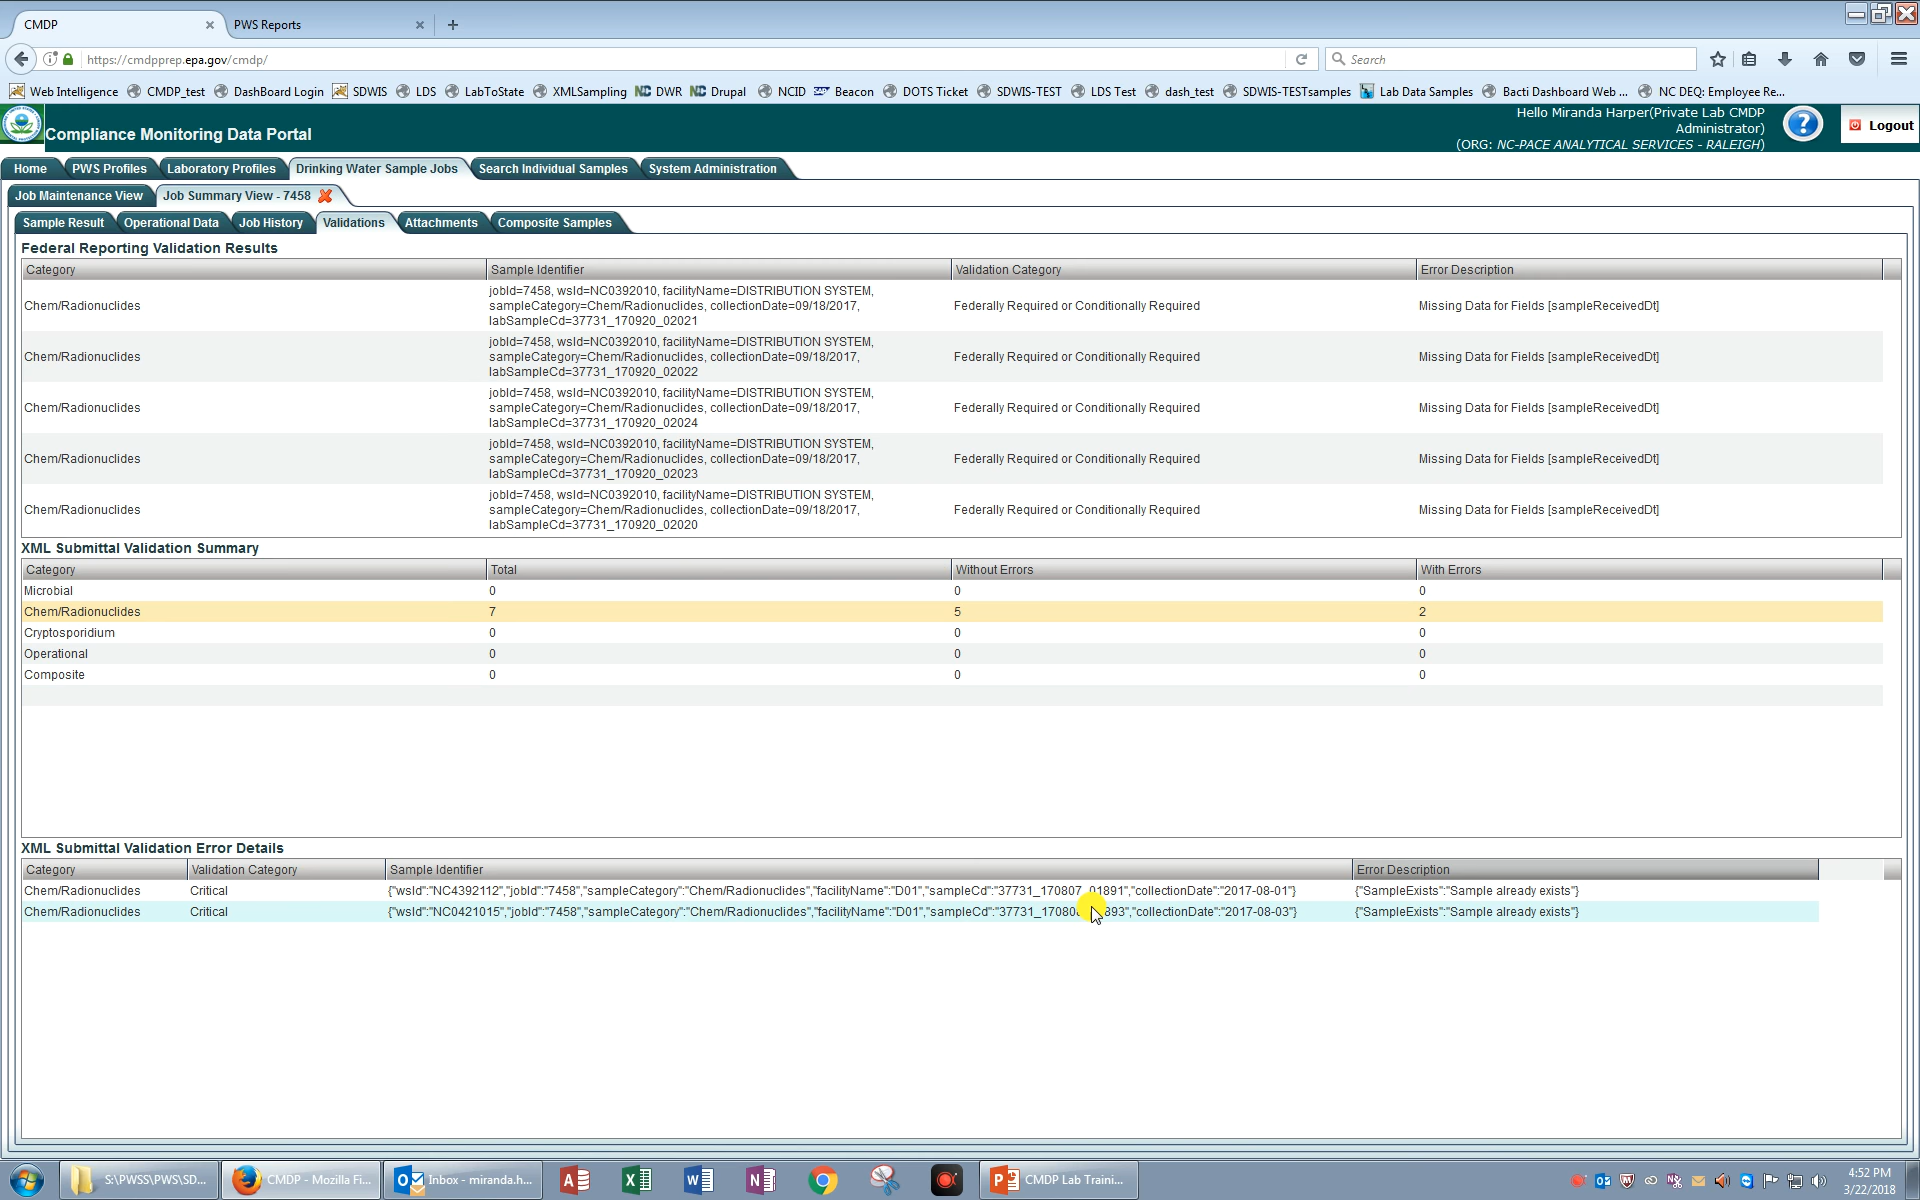 CMDP
PWS Reports
https://cmdpprep.epa.gov/cmdp/
Search
Web Intelligence CMDP_test DashBoard Login SDWIS LDS LabToState XMLSampling DWR Drupal NCID Beacon DOTS Ticket SDWIS-TEST LDS Test dash_test SDWIS-TESTsamples Lab Data Samples Bacti Dashboard Web ... NC DEQ: Employee Re...
Compliance Monitoring Data Portal
Hello Miranda Harper(Private Lab CMDP
Administrator)
(ORG: NC-PACE ANALYTICAL SERVICES - RALEIGH)
Logout
Home PWS Profiles Laboratory Profiles Drinking Water Sample Jobs Search Individual Samples System Administration
Job Maintenance View Job Summary View - 7458
Sample Result Operational Data Job History Validations Attachments Composite Samples
Federal Reporting Validation Results
Category Sample Identifier Validation Category Error Description
jobId=7458, wsId=NC0392010, facilityName=DISTRIBUTION SYSTEM,
Chem/Radionuclides sampleCategory=Chem/Radionuclides, collectionDate=09/18/2017, Federally Required or Conditionally Required Missing Data for Fields [sampleReceivedDt]
labSampleCd=37731_170920_02021
jobId=7458, wsId=NC0392010, facilityName=DISTRIBUTION SYSTEM,
Chem/Radionuclides sampleCategory=Chem/Radionuclides, collectionDate=09/18/2017, Federally Required or Conditionally Required Missing Data for Fields [sampleReceivedDt]
labSampleCd=37731_170920_02022
jobId=7458, wsId=NC0392010, facilityName=DISTRIBUTION SYSTEM,
Chem/Radionuclides sampleCategory=Chem/Radionuclides, collectionDate=09/18/2017, Federally Required or Conditionally Required Missing Data for Fields [sampleReceivedDt]
labSampleCd=37731_170920_02024
jobId=7458, wsId=NC0392010, facilityName=DISTRIBUTION SYSTEM,
Chem/Radionuclides sampleCategory=Chem/Radionuclides, collectionDate=09/18/2017, Federally Required or Conditionally Required Missing Data for Fields [sampleReceivedDt]
labSampleCd=37731_170920_02023
jobId=7458, wsId=NC0392010, facilityName=DISTRIBUTION SYSTEM,
Chem/Radionuclides sampleCategory=Chem/Radionuclides, collectionDate=09/18/2017, Federally Required or Conditionally Required Missing Data for Fields [sampleReceivedDt]
labSampleCd=37731_170920_02020
XML Submittal Validation Summary
Category Total Without Errors With Errors
Microbial 0 0 0
Chem/Radionuclides 7 5 2
Cryptosporidium 0 0 0
Operational 0 0 0
Composite 0 0 0
XML Submittal Validation Error Details
Category Validation Category Sample Identifier Error Description
Chem/Radionuclides Critical {"wsId":"NC4392112","jobId":"7458","sampleCategory":"Chem/Radionuclides","facilityName":"D01","sampleCd":"37731_170807_01891","collectionDate":"2017-08-01"} {"SampleExists":"Sample already exists"}
Chem/Radionuclides Critical {"wsId":"NC0421015","jobId":"7458","sampleCategory":"Chem/Radionuclides","facilityName":"D01","sampleCd":"37731_1708 893","collectionDate":"2017-08-03"} {"SampleExists":"Sample already exists"}
S:\PWSS\PWS\SD... CMDP - Mozilla Fi... Inbox - miranda.h... CMDP Lab Traini...
4:52 PM
3/22/2018